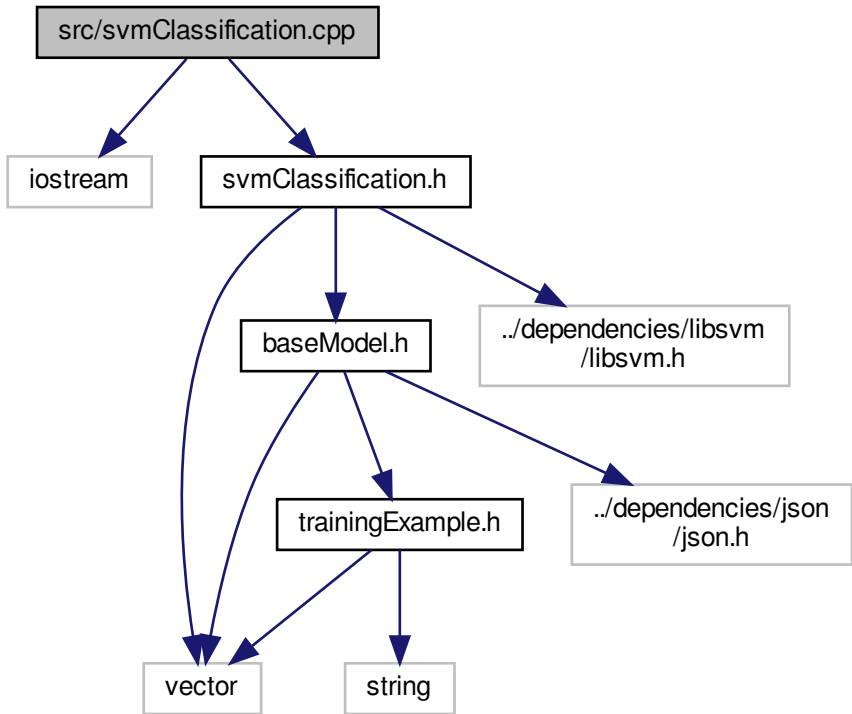 src/svmClassification.cpp
iostream
svmClassification.h
baseModel.h
../dependencies/libsvm
/libsvm.h
trainingExample.h
../dependencies/json
/json.h
vector
string